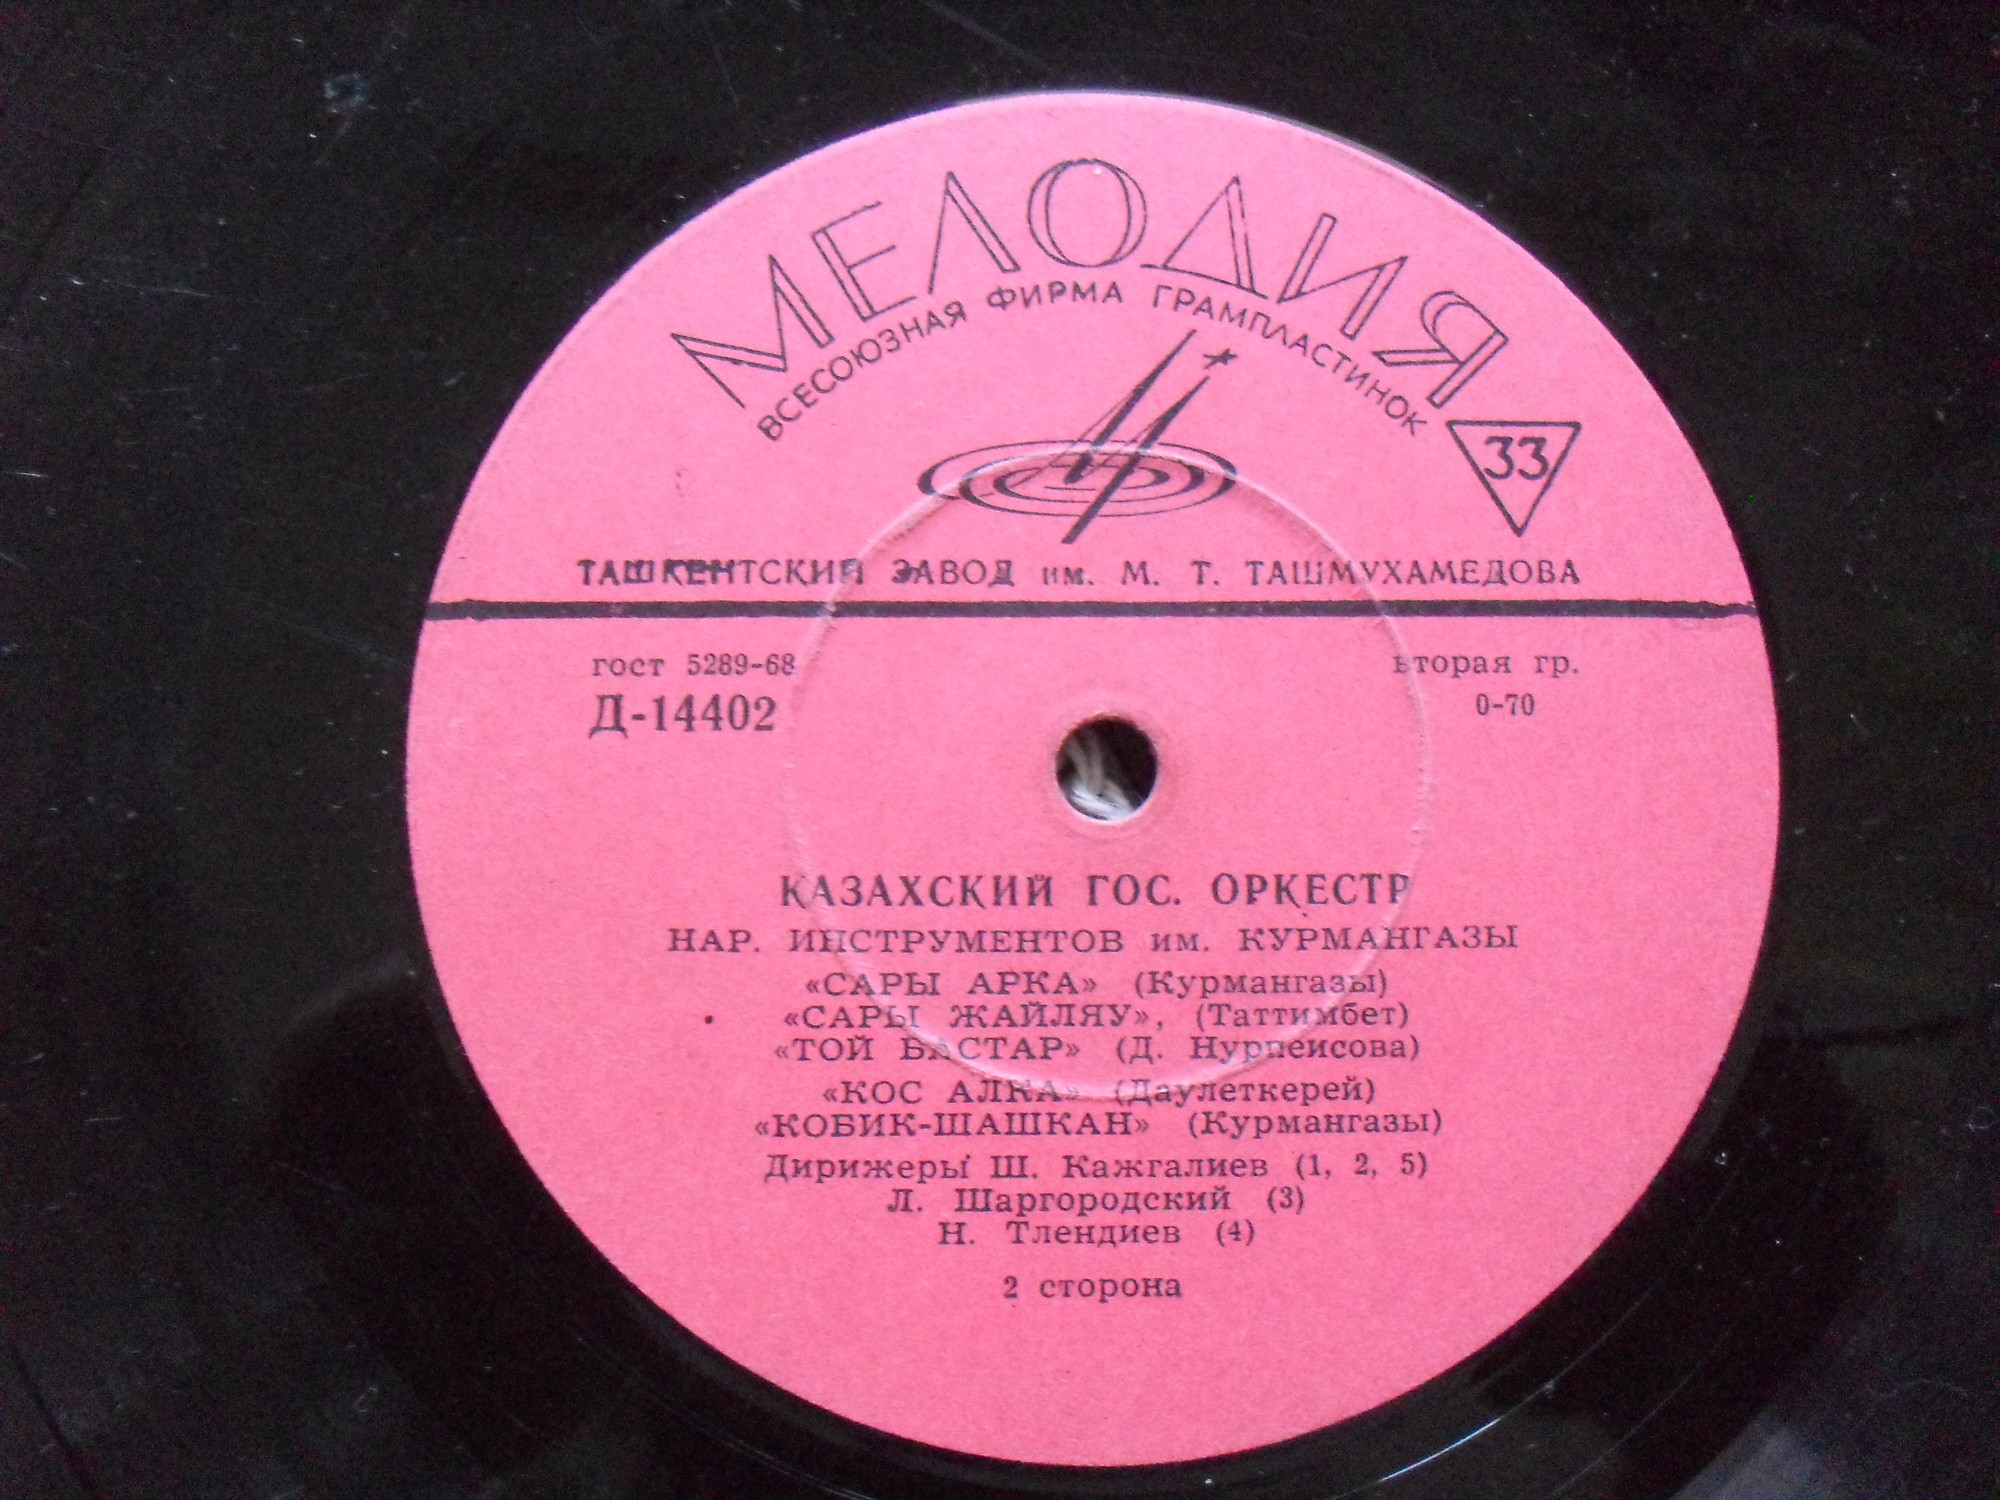 МЕЛОДИЯ
ВСЕСОЮЗНАЯ ФИРМА ГРАМПЛАСТИНОК
33
ТАШКЕНТСКИЙ ЗАВОД им. М. Т. ТАШМУХАМЕДОВА
гост 5289-68
вторая гр.
Д-14402
0-70
КАЗАХСКИЙ ГОС. ОРКЕСТР
НАР. ИНСТРУМЕНТОВ им. КУРМАНГАЗЫ
«САРЫ АРКА» (Курмангазы)
«САРЫ ЖАЙЛЯУ», (Таттимбет)
«ТОЙ БАСТАР» (Д. Нурпеисова)
«КОС АЛКА» (Даулеткерей)
«КОБИК-ШАШКАН» (Курмангазы)
Дирижеры Ш. Кажгалиев (1, 2, 5)
Л. Шаргородский (3)
Н. Тлендиев (4)
2 сторона